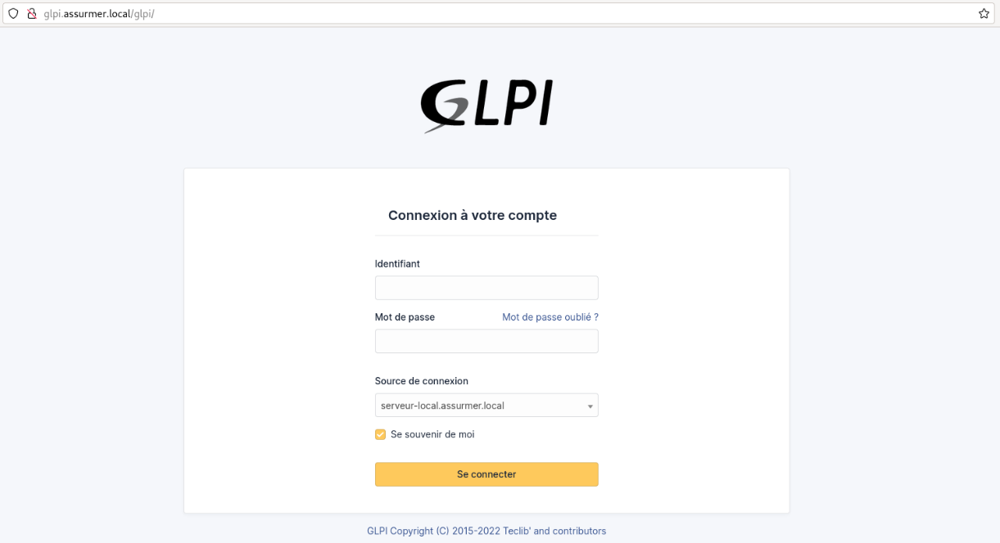 glpi.assurmer.local/glpi/
GLPI
Connexion à votre compte
Identifiant
Mot de passe Mot de passe oublié ?
Source de connexion
serveur-local.assurmer.local
Se souvenir de moi
Se connecter
GLPI Copyright (C) 2015-2022 Teclib' and contributors